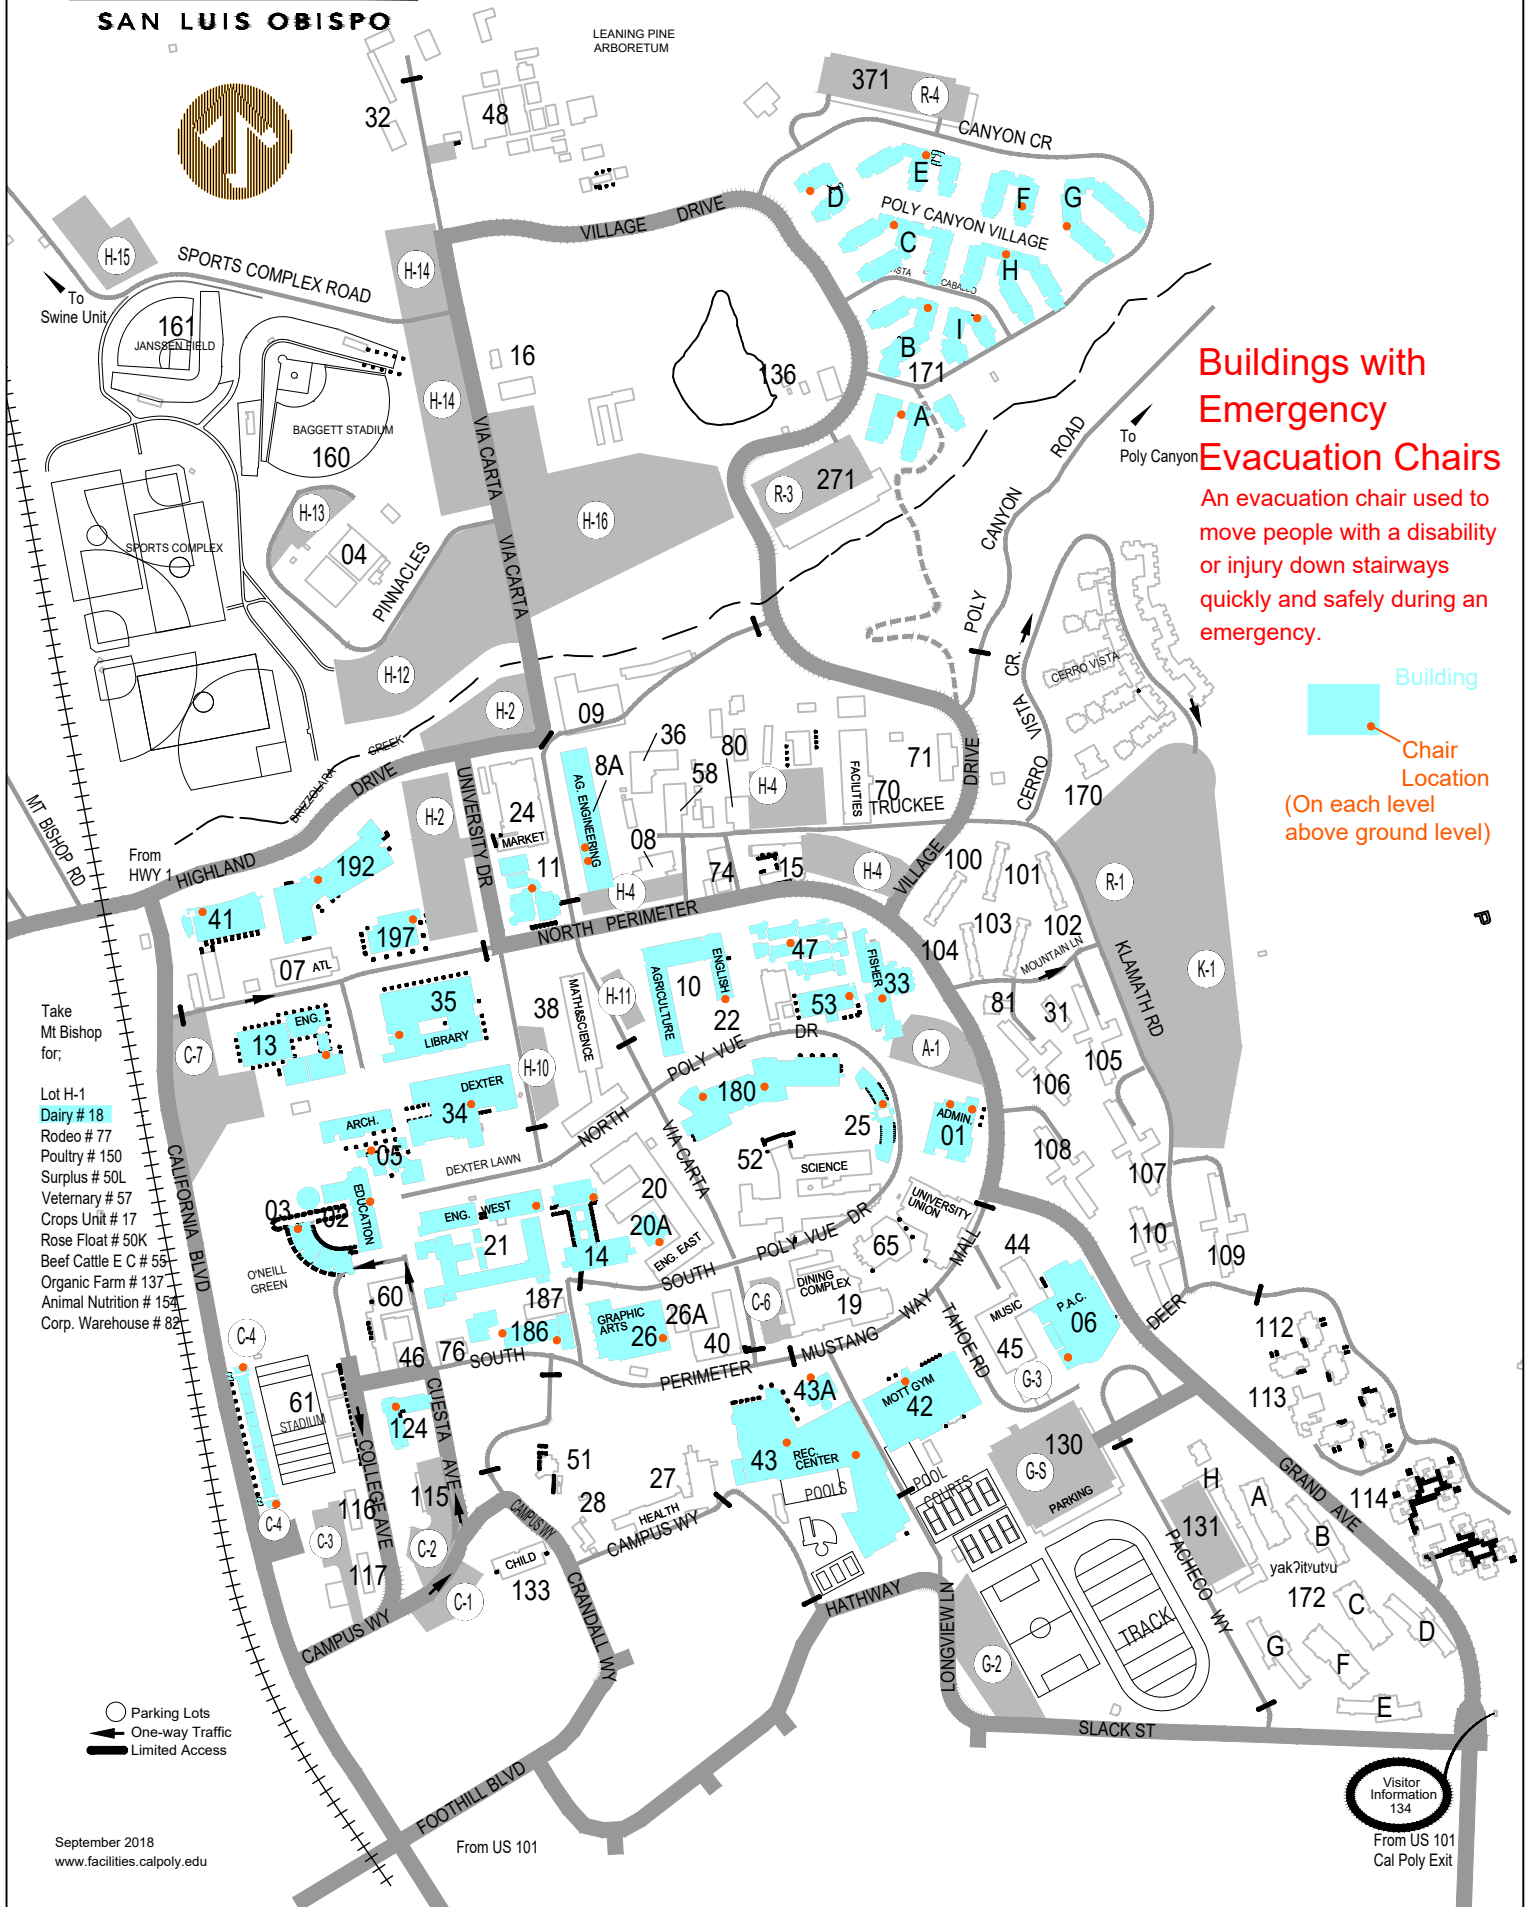 SAN LUIS OBISPO
LEANING PINE
ARBORETUM
32
48
371
R-4
CANYON CR
E
D
F
G
POLY CANYON VILLAGE
C
H
CABALLO
B
I
171
A
VILLAGE DRIVE
H-15
SPORTS COMPLEX ROAD
H-14
To
Swine Unit
161
JANSSEN FIELD
16
136
H-14
BAGGETT STADIUM
160
VIA CARTA
Buildings with
Emergency
Evacuation Chairs
An evacuation chair used to
move people with a disability
or injury down stairways
quickly and safely during an
emergency.
To
Poly Canyon
POLY CANYON ROAD
R-3
271
H-13
H-16
SPORTS COMPLEX
04
PINNACLES
VIA CARTA
H-12
H-2
CERRO VISTA CR.
CERRO VISTA
Building
Chair
Location
(On each level
above ground level)
09
36
8A
58
80
H-4
71
70
FACILITIES
TRUCKEE
DRIVE
170
AG. ENGINEERING
BRIZZOLARA CREEK
MT BISHOP RD
From
HWY 1
HIGHLAND DRIVE
H-2
UNIVERSITY DR
24
MARKET
11
08
H-4
74
15
H-4
VILLAGE
100
101
R-1
192
41
197
NORTH PERIMETER
103
102
104
MOUNTAIN LN
KLAMATH RD
K-1
07 ATL
47
FISHER
33
53
ENGLISH
AGRICULTURE
10
22
H-11
38
MATH&SCIENCE
35
LIBRARY
ENG.
13
C-7
81
31
105
A-1
Take
Mt Bishop
for;
Lot H-1
Dairy # 18
Rodeo # 77
Poultry # 150
Surplus # 50L
Veternary # 57
Crops Unit # 17
Rose Float # 50K
Beef Cattle E C # 55
Organic Farm # 137
Animal Nutrition # 154
Corp. Warehouse # 82
NORTH POLY VUE DR
H-10
DEXTER
34
ARCH.
05
DEXTER LAWN
180
25
ADMIN.
01
106
108
107
52
SCIENCE
VIA CARTA
CALIFORNIA BLVD
03
02
EDUCATION
ENG. WEST
21
14
20
20A
ENG. EAST
UNIVERSITY
UNION
65
SOUTH POLY VUE DR
MALL
44
110
109
O'NEILL
GREEN
60
187
186
GRAPHIC
ARTS
26
26A
40
C-6
DINING
COMPLEX
19
MUSTANG WAY
TAHOE RD
MUSIC
45
P.A.C.
06
DEER
112
C-4
46
76
SOUTH PERIMETER
43A
MOTT GYM
42
G-3
113
61
STADIUM
124
CUESTA AVE
COLLEGE AVE
43
REC.
CENTER
POOLS
POOL
COURTS
130
G-S
PARKING
GRAND AVE
51
27
28
HEALTH
CAMPUS WY
CAMPUS WY
C-4
C-3
116
115
C-2
117
C-1
CHILD
133
CRANDALL WY
H
A
131
B
114
yakʔitʸutʸu
172
C
D
G
F
E
PACHECO WY
CAMPUS WY
HATHWAY
LONGVIEW LN
G-2
TRACK
SLACK ST
Parking Lots
One-way Traffic
Limited Access
FOOTHILL BLVD
Visitor
Information
134
From US 101
From US 101
Cal Poly Exit
September 2018
www.facilities.calpoly.edu